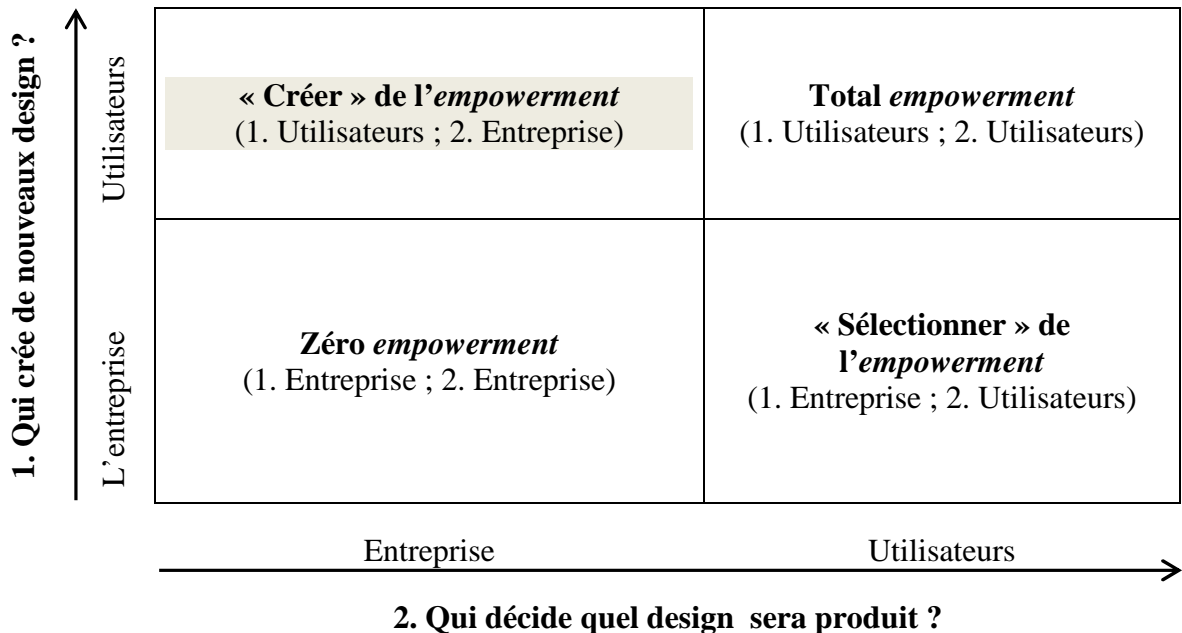 1. Qui crée de nouveaux design ?
Utilisateurs
L’entreprise
« Créer » de l’empowerment
(1. Utilisateurs ; 2. Entreprise)
Total empowerment
(1. Utilisateurs ; 2. Utilisateurs)
Zéro empowerment
(1. Entreprise ; 2. Entreprise)
« Sélectionner » de
l’empowerment
(1. Entreprise ; 2. Utilisateurs)
Entreprise
Utilisateurs
2. Qui décide quel design  sera produit ?